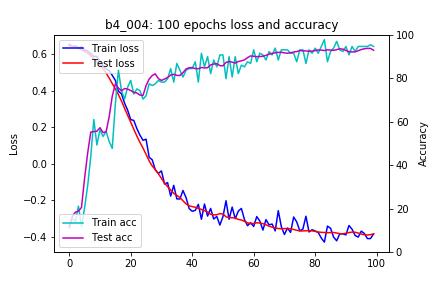 b4_004: 100 epochs loss and accuracy
Train loss
Test loss
Train acc
Test acc
Loss
Accuracy
0.6
0.4
0.2
0.0
−0.2
−0.4
100
80
60
40
20
0
0
20
40
60
80
100